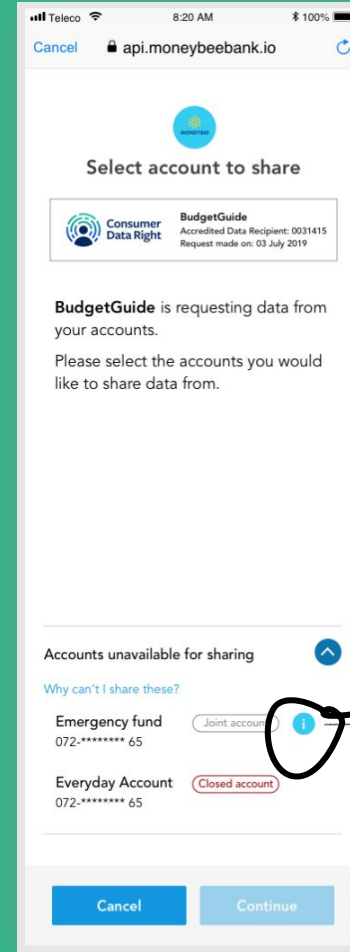 Teleco 8:20 AM 100%
Cancel api.moneybeebank.io
MONEYBEE
Select account to share
Consumer
Data Right
BudgetGuide
Accredited Data Recipient: 0031415
Request made on: 03 July 2019
BudgetGuide is requesting data from
your accounts.
Please select the accounts you would
like to share data from.
Accounts unavailable for sharing
Why can't I share these?
Emergency fund Joint account i
072-******** 65
Everyday Account Closed account
072-******** 65
Cancel Continue